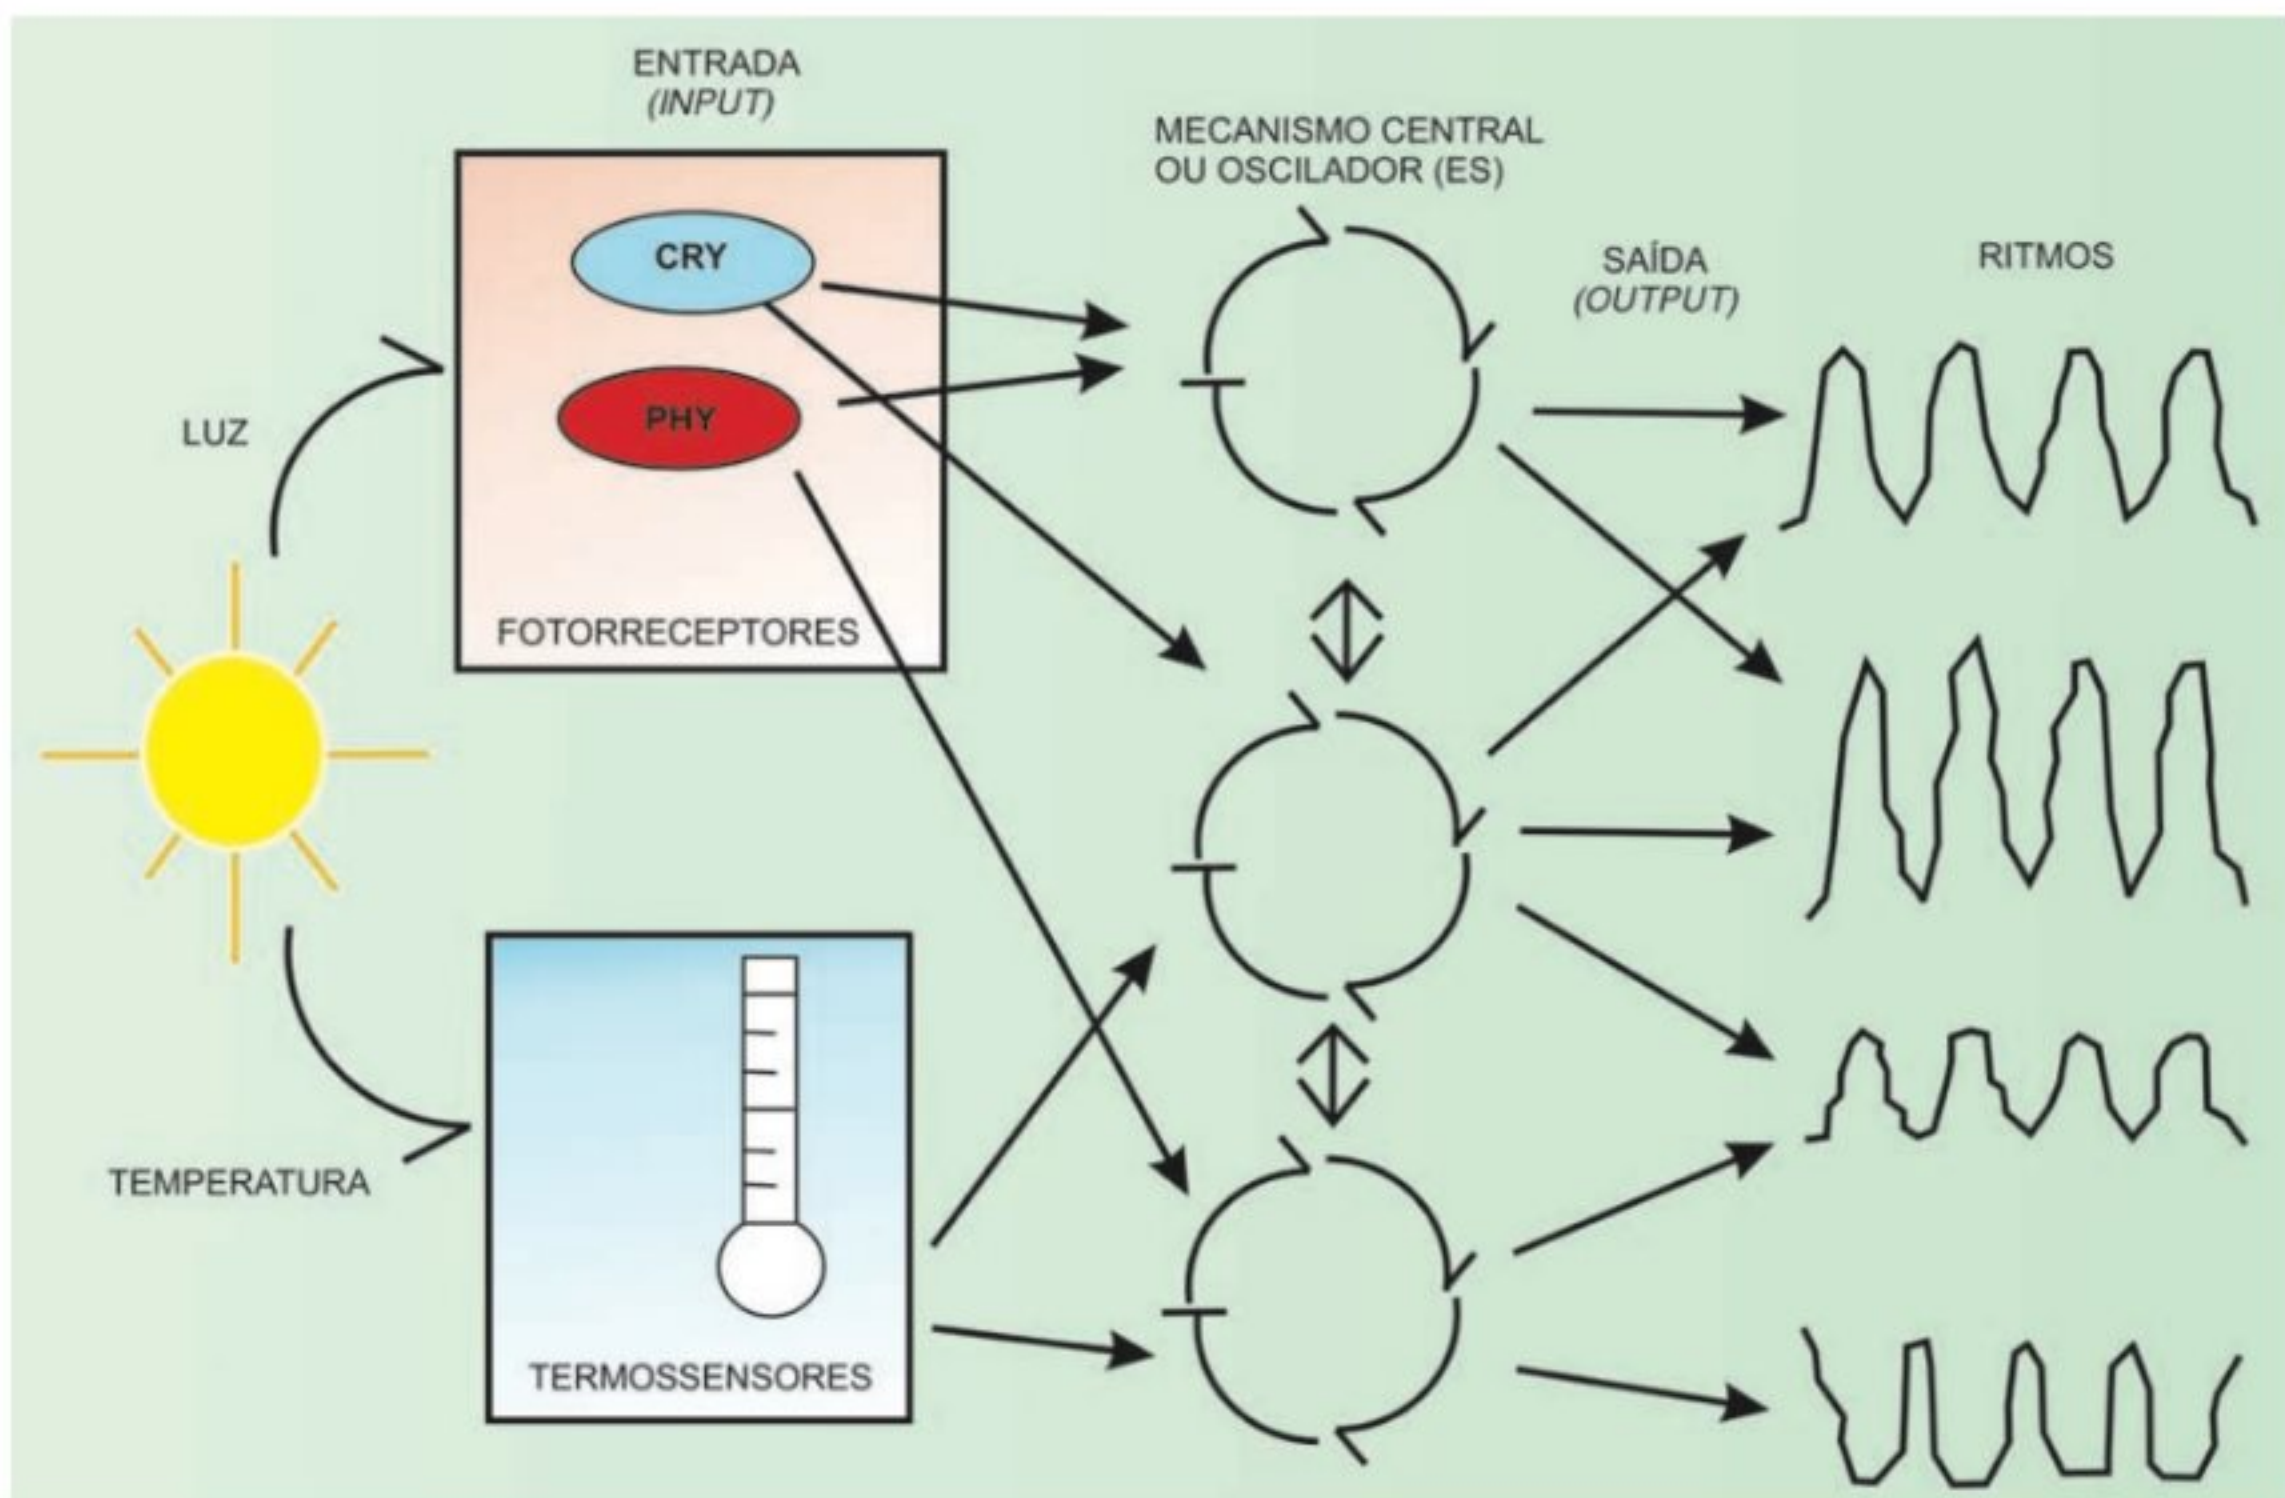 ENTRADA
(INPUT)
MECANISMO CENTRAL
OU OSCILADOR (ES)
SAÍDA
(OUTPUT)
RITMOS
CRY
PHY
LUZ
FOTORRECEPTORES
TEMPERATURA
TERMOSSENSORES